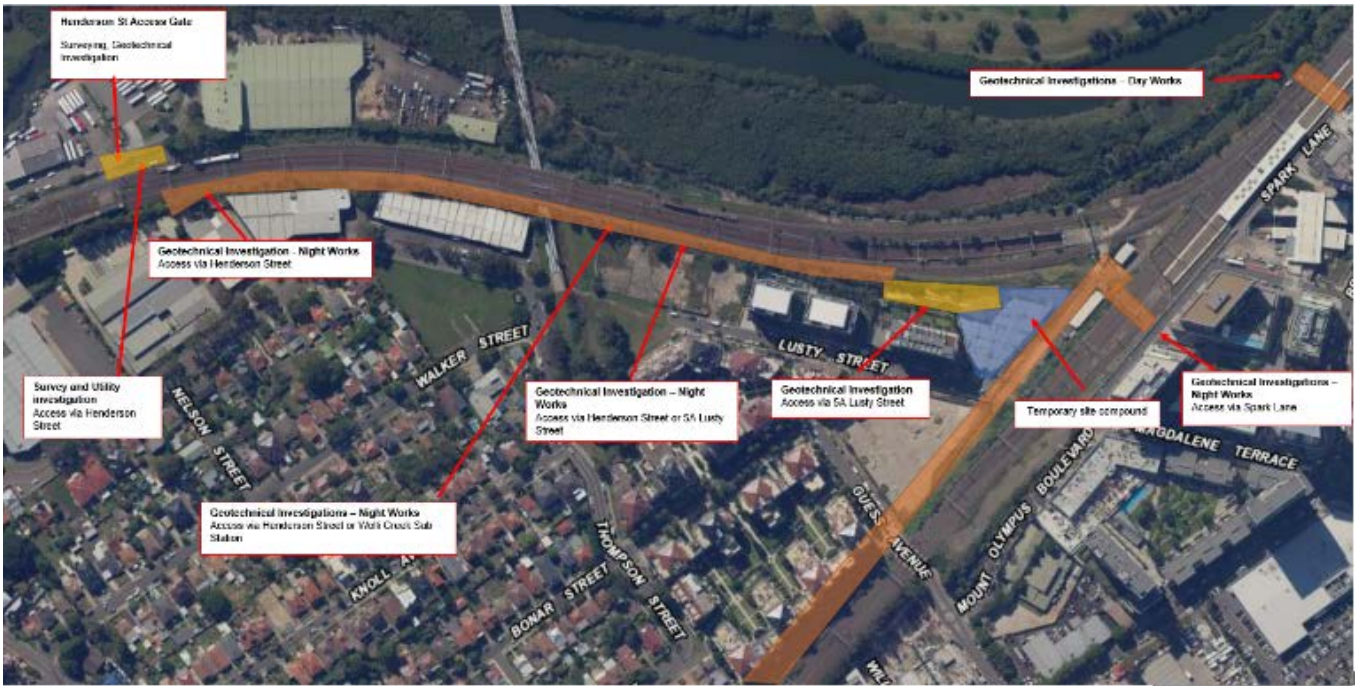 Henderson St Access Gate
Surveying, Geotechnical
Investigation
Geotechnical Investigations – Day Works
SPARK LANE
Geotechnical Investigation - Night Works
Access via Henderson Street
WALKER STREET
LUSTY STREET
Survey and Utility
investigation
Access via Henderson
Street
NELSON STREET
Geotechnical Investigation – Night
Works
Access via Henderson Street or 5A Lusty
Street
Geotechnical Investigation
Access via 5A Lusty Street
Temporary site compound
Geotechnical Investigations –
Night Works
Access via Spark Lane
MAGDALENE TERRACE
MOUNT OLYMPUS BOULEVARD
GUESS AVENUE
Geotechnical Investigations – Night Works
Access via Henderson Street or Wolli Creek Sub
Station
KNOLL
THOMPSON STREET
BONAR STREET